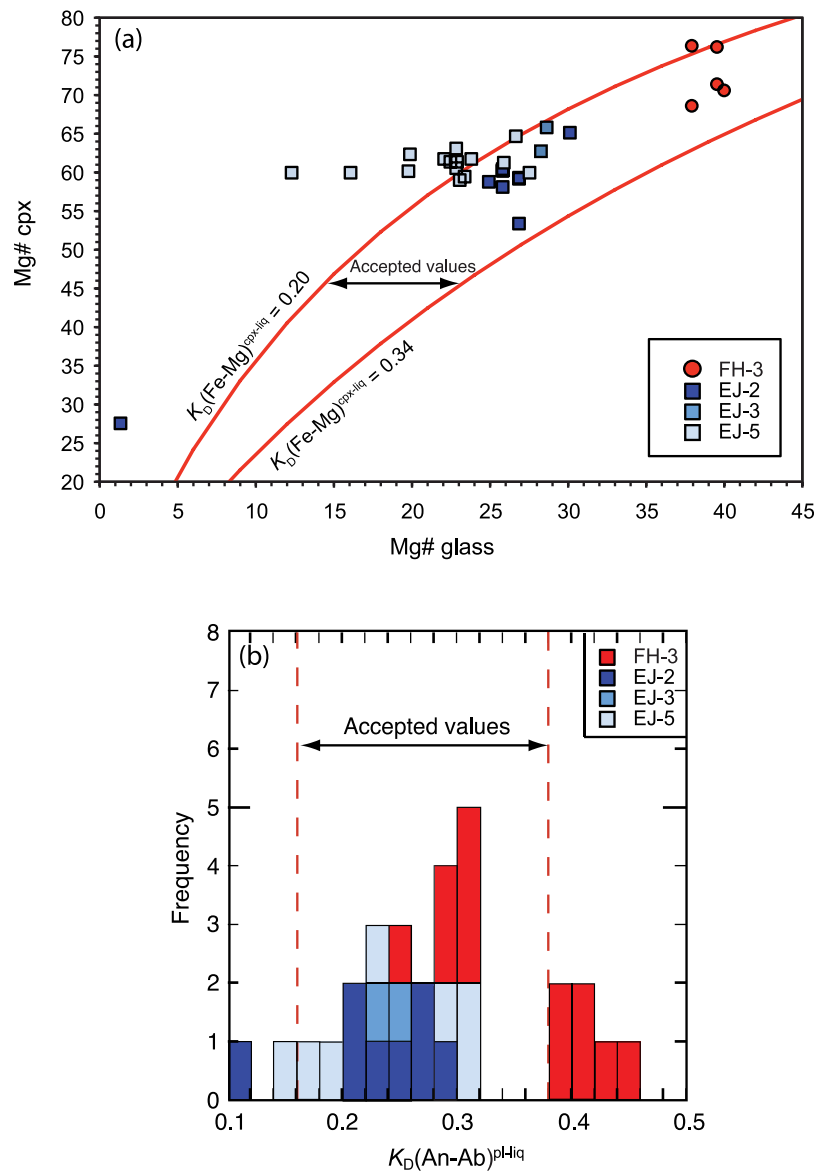 (a)
80
75
70
65
60
55
50
45
40
35
30
25
20
Mg# cpx
Accepted values
K_D(Fe-Mg)^cpx-liq = 0.20
K_D(Fe-Mg)^cpx-liq = 0.34
FH-3
EJ-2
EJ-3
EJ-5
0 5 10 15 20 25 30 35 40 45
Mg# glass
(b)
8
7
6
5
4
3
2
1
0
Frequency
Accepted values
FH-3
EJ-2
EJ-3
EJ-5
0.1 0.2 0.3 0.4 0.5
K_D(An-Ab)^pl-liq